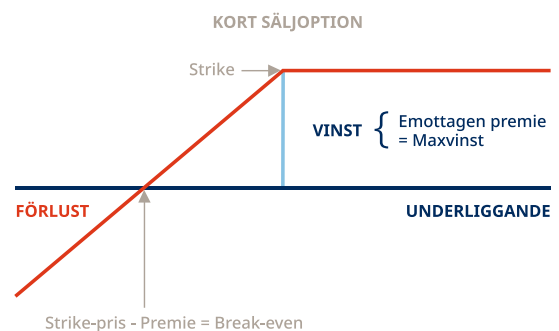 KORT SÄLJOPTION
Strike
VINST { Emottagen premie
= Maxvinst
FÖRLUST
UNDERLIGGANDE
Strike-pris - Premie = Break-even